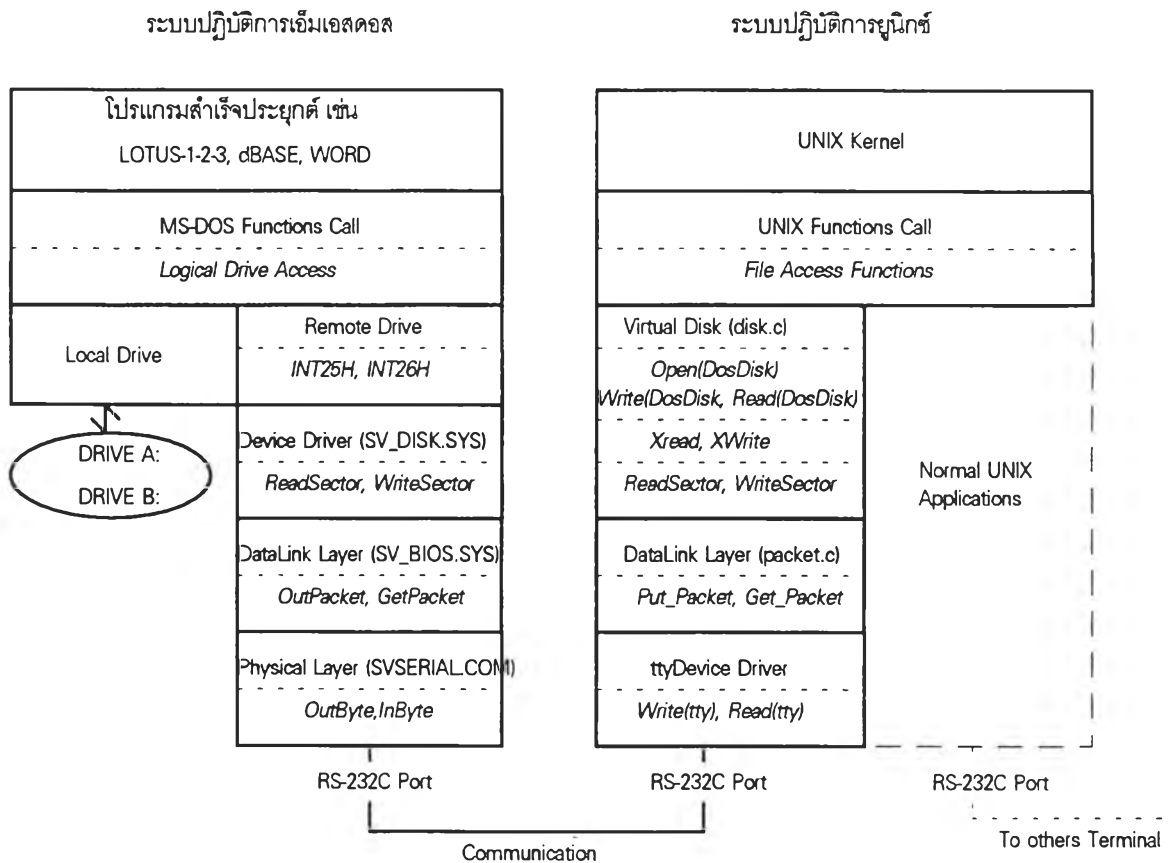 ระบบปฏิบัติการเอ็มเอสดอส
ระบบปฏิบัติการยูนิกซ์
โปรแกรมสำเร็จประยุกต์ เช่น
LOTUS-1-2-3, dBASE, WORD
MS-DOS Functions Call
Logical Drive Access
Local Drive
Remote Drive
INT25H, INT26H
DRIVE A:
DRIVE B:
Device Driver (SV_DISK.SYS)
ReadSector, WriteSector
DataLink Layer (SV_BIOS.SYS)
OutPacket, GetPacket
Physical Layer (SVSERIAL.COM)
OutByte,InByte
RS-232C Port
UNIX Kernel
UNIX Functions Call
File Access Functions
Virtual Disk (disk.c)
Open(DosDisk)
Write(DosDisk, Read(DosDisk)
Xread, XWrite
ReadSector, WriteSector
DataLink Layer (packet.c)
Put_Packet, Get_Packet
ttyDevice Driver
Write(tty), Read(tty)
RS-232C Port
Normal UNIX
Applications
RS-232C Port
To others Terminal
Communication